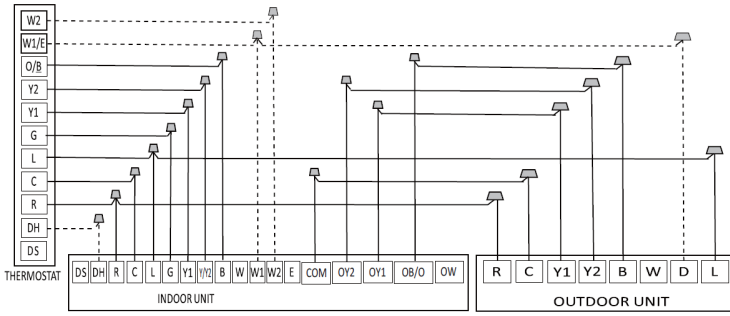 W2
W1/E
O/B
Y2
Y1
G
L
C
R
DH
DS
THERMOSTAT
DS DH R C L G Y1 Y/Y2 B W W1 W2 E COM OY2 OY1 OB/O OW
INDOOR UNIT
R C Y1 Y2 B W D L
OUTDOOR UNIT